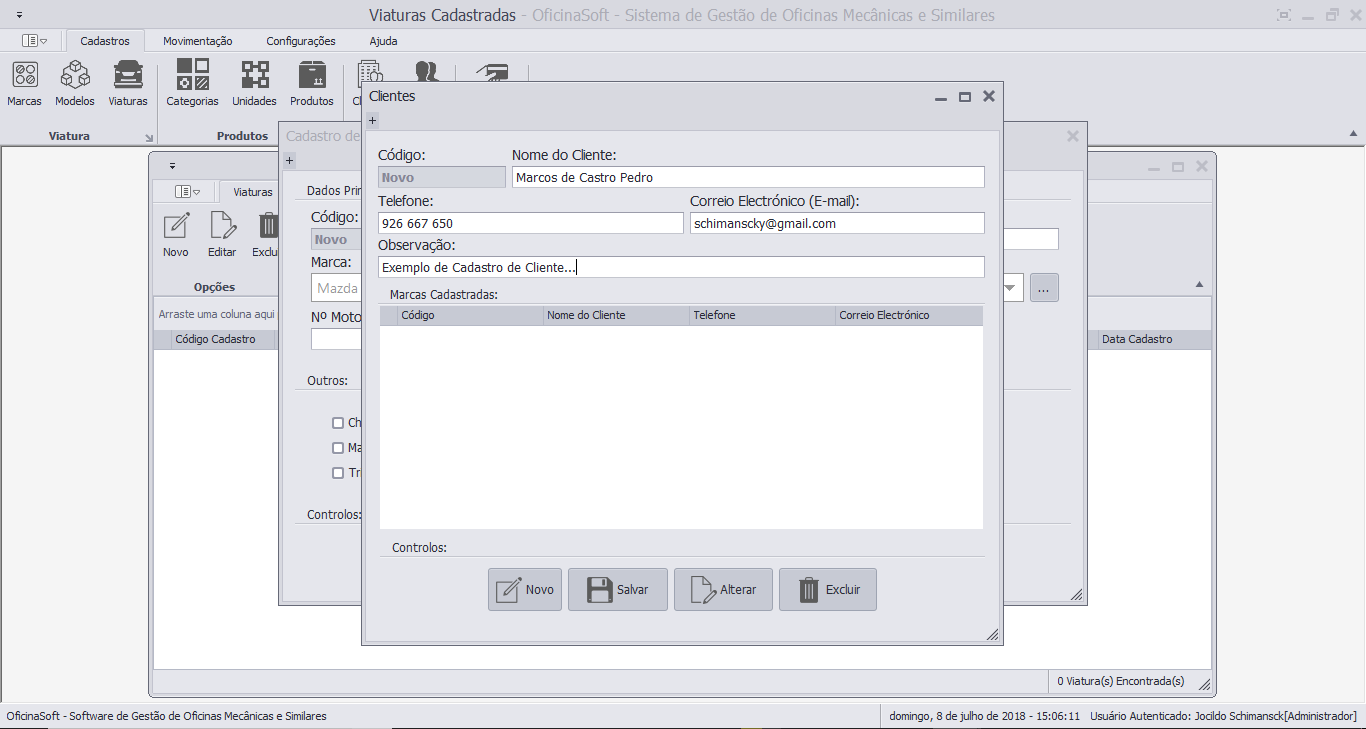 Viaturas Cadastradas - OficinaSoft - Sistema de Gestão de Oficinas Mecânicas e Similares
Cadastros Movimentação Configurações Ajuda
Marcas Modelos Viaturas Categorias Unidades Produtos
Viatura Produtos
Clientes
Cadastro de
Código: Nome do Cliente:
Novo Marcos de Castro Pedro
Telefone: Correio Electrónico (E-mail):
926 667 650 schimanscky@gmail.com
Observação:
Exemplo de Cadastro de Cliente...
Marcas Cadastradas:
Código Nome do Cliente Telefone Correio Electrónico
Controlos:
Novo Salvar Alterar Excluir
Dados Prin
Código:
Novo
Marca:
Mazda ...
Nº Moto
Outros:
Ch
Ma
Tri
Controlos:
Viaturas
Novo Editar Exclu
Opções
Arraste uma coluna aqui
Código Cadastro Data Cadastro
0 Viatura(s) Encontrada(s)
OficinaSoft - Software de Gestão de Oficinas Mecânicas e Similares domingo, 8 de julho de 2018 - 15:06:11 Usuário Autenticado: Jocildo Schimansck[Administrador]